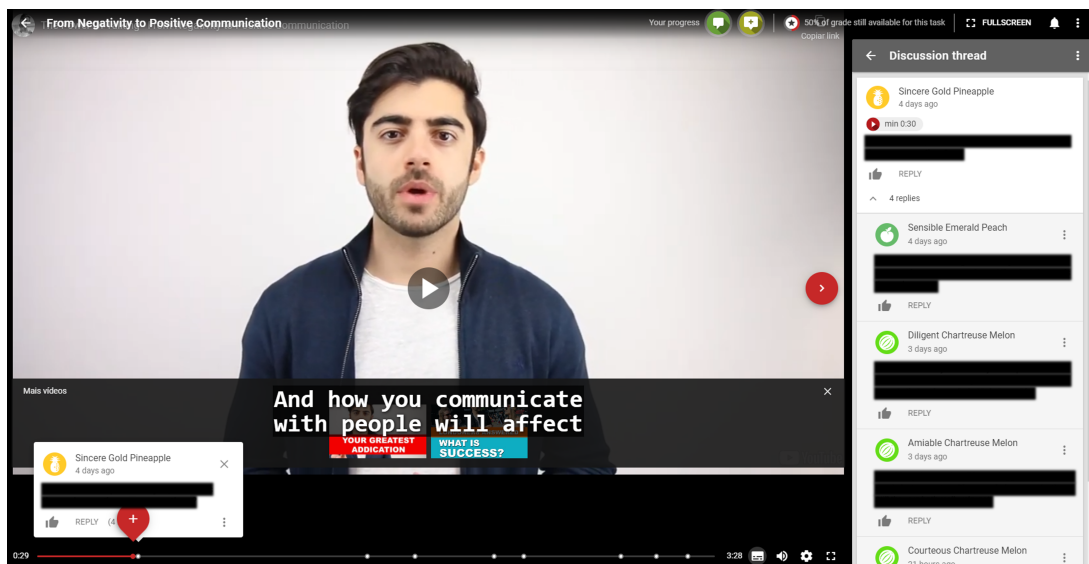 From Negativity to Positive Communication
Your progress
50% of grade still available for this task
FULLSCREEN
Copiar link
Discussion thread
Sincere Gold Pineapple
4 days ago
min 0:30
REPLY
4 replies
Sensible Emerald Peach
4 days ago
REPLY
Diligent Chartreuse Melon
3 days ago
REPLY
Amiable Chartreuse Melon
3 days ago
REPLY
Courteous Chartreuse Melon
21 hours ago
Mais vídeos
And how you communicate
with people will affect
YOUR GREATEST
ADDICATION
WHAT IS
SUCCESS?
Sincere Gold Pineapple
4 days ago
REPLY (4
0:29
3:28